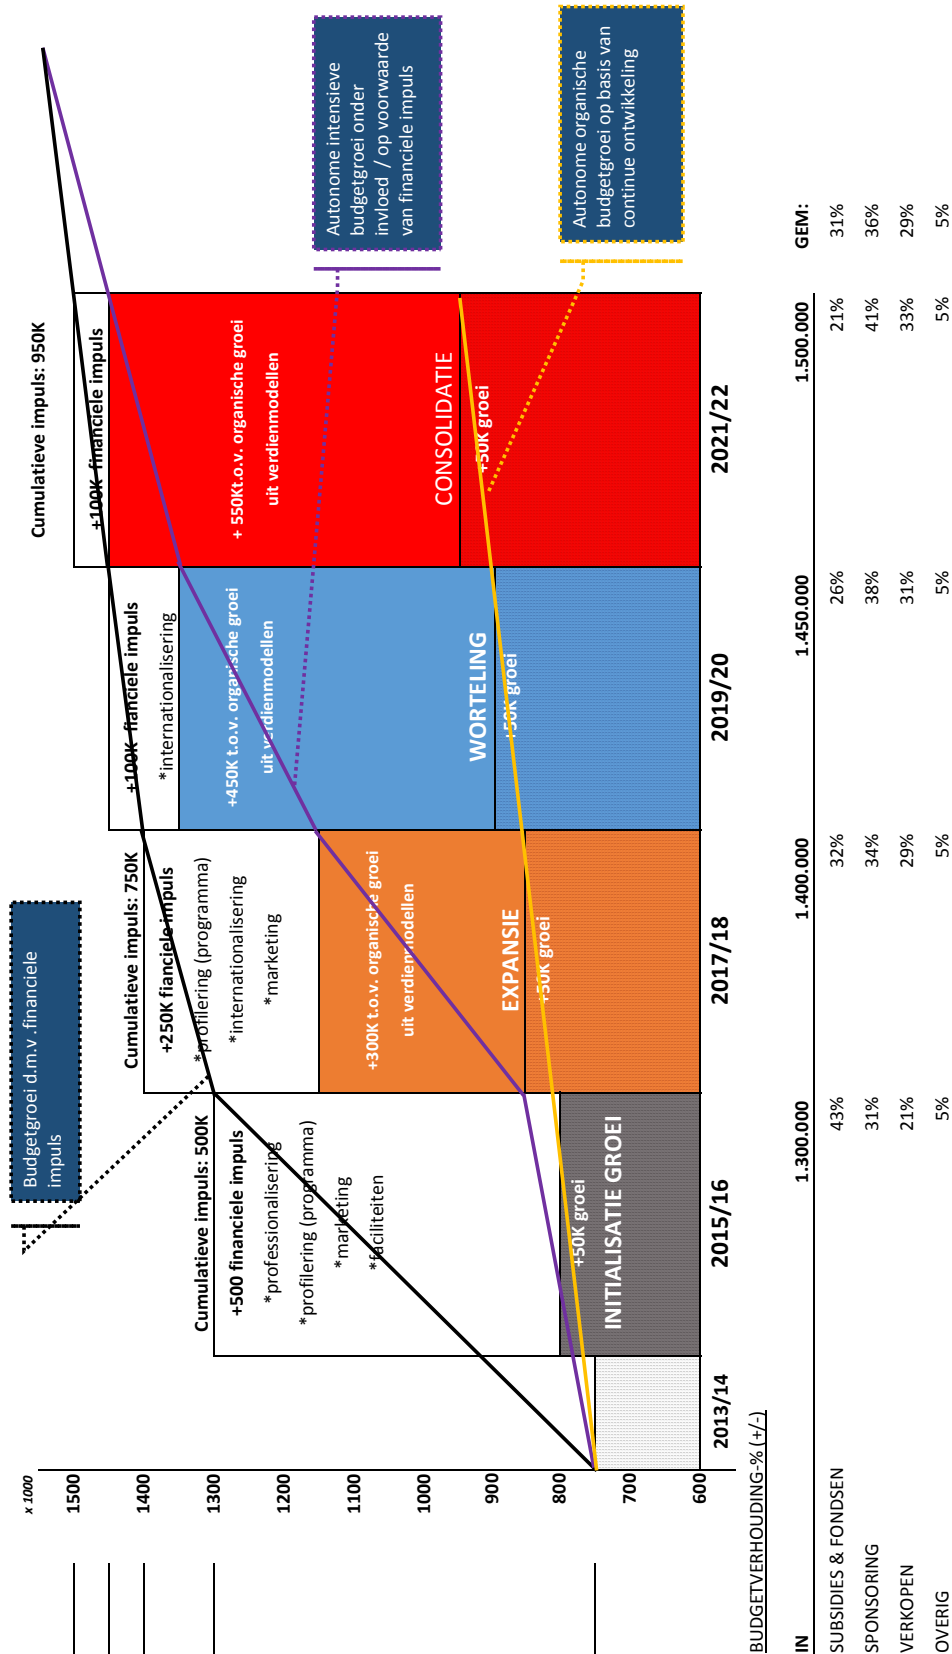 Budgetgroei d.m.v .financiele
impuls
Autonome intensieve
budgetgroei onder
invloed / op voorwaarde
van financiele impuls
Autonome organische
budgetgroei op basis van
continue ontwikkeling
x 1000
1500
1400
1300
1200
1100
1000
900
800
700
600
Cumulatieve impuls: 500K
+500 financiele impuls
*professionalisering
*profilering (programma)
*marketing
*faciliteiten
+50K groei
INITIALISATIE GROEI
Cumulatieve impuls: 750K
+250K fianciele impuls
*profilering (programma)
*internationalisering
*marketing
+300K t.o.v. organische groei
uit verdienmodellen
EXPANSIE
+50K groei
+100K fianciele impuls
*internationalisering
+450K t.o.v. organische groei
uit verdienmodellen
WORTELING
+50K groei
Cumulatieve impuls: 950K
+100K financiele impuls
+ 550Kt.o.v. organische groei
uit verdienmodellen
CONSOLIDATIE
+50K groei
2013/14 2015/16 2017/18 2019/20 2021/22
BUDGETVERHOUDING-% (+/-)
IN 1.300.000 1.400.000 1.450.000 1.500.000 GEM:
SUBSIDIES & FONDSEN 43% 32% 26% 21% 31%
SPONSORING 31% 34% 38% 41% 36%
VERKOPEN 21% 29% 31% 33% 29%
OVERIG 5% 5% 5% 5% 5%